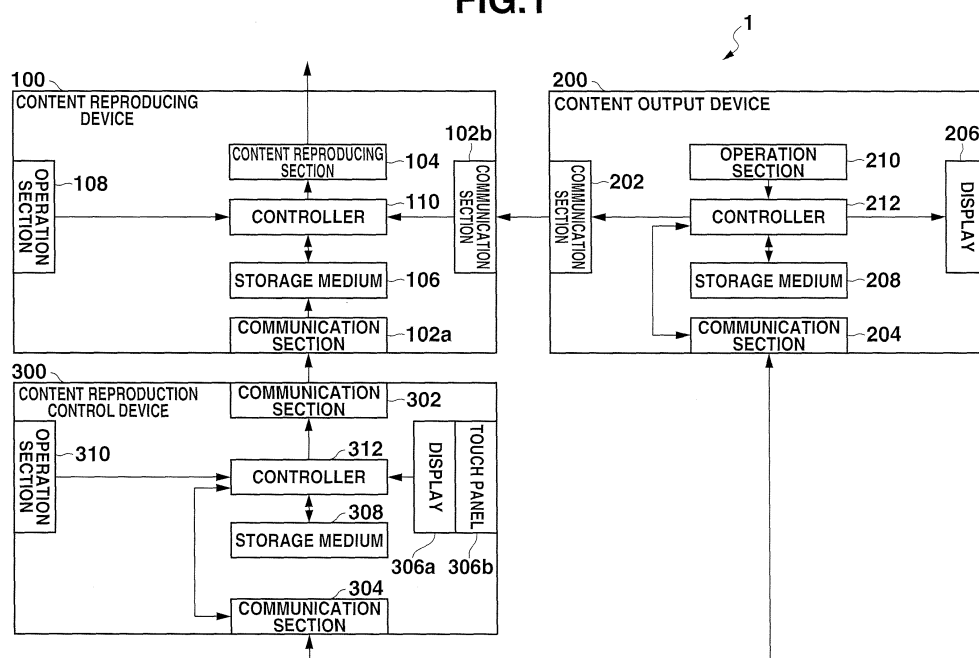 FIG.1
1
100
CONTENT REPRODUCING
DEVICE
102b
CONTENT REPRODUCING
SECTION
104
108
OPERATION
SECTION
110
CONTROLLER
COMMUNICATION
SECTION
STORAGE MEDIUM
106
COMMUNICATION
SECTION
102a
200
CONTENT OUTPUT DEVICE
206
OPERATION
SECTION
210
202
COMMUNICATION
SECTION
CONTROLLER
212
DISPLAY
STORAGE MEDIUM
208
COMMUNICATION
SECTION
204
300
CONTENT REPRODUCTION
CONTROL DEVICE
COMMUNICATION
SECTION
302
310
OPERATION
SECTION
312
CONTROLLER
DISPLAY
TOUCH PANEL
308
STORAGE MEDIUM
306a
306b
304
COMMUNICATION
SECTION